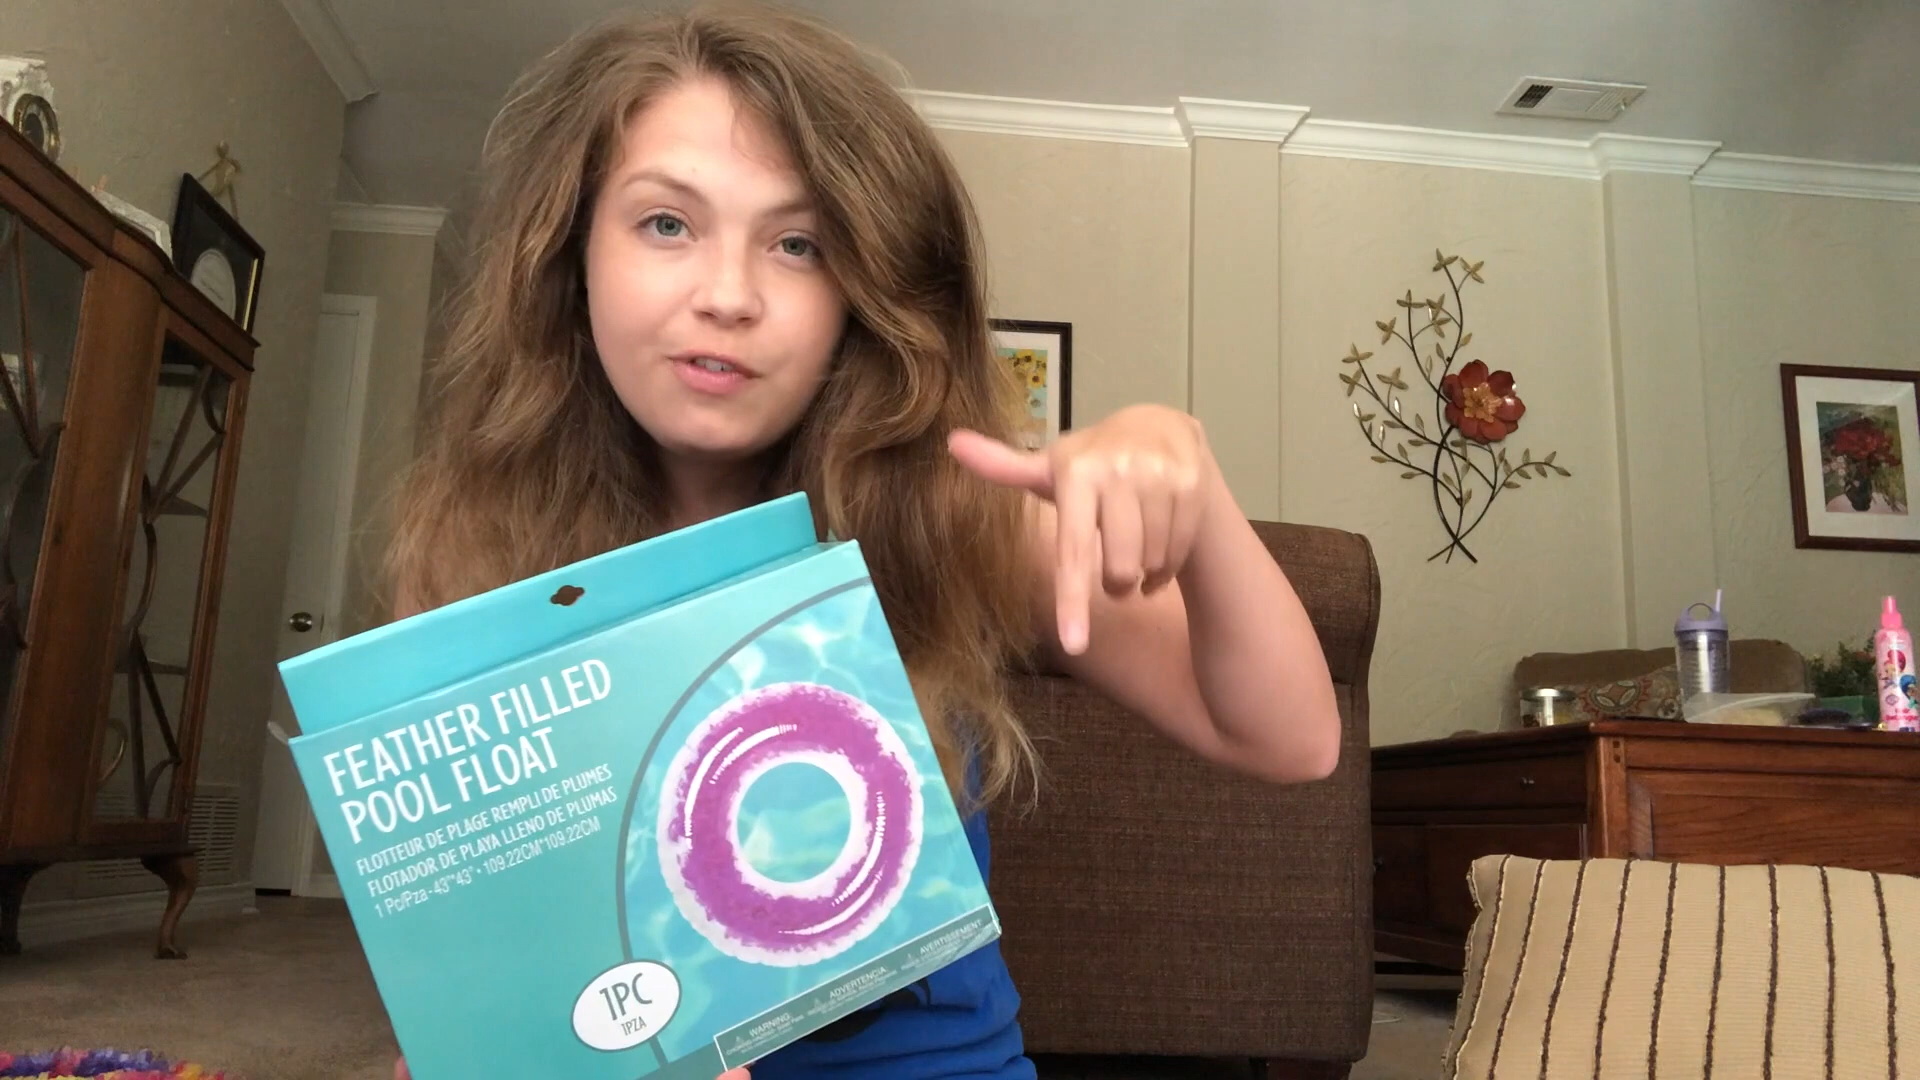 FEATHER FILLED
POOL FLOAT
FLOTTEUR DE PLAGE REMPLI DE PLUMES
FLOTADOR DE PLAYA LLENO DE PLUMAS
1 Pc/Pza - 43"*43" • 109.22CM*109.22CM
1PC
1PZA
WARNING:
ADVERTENCIA:
AVERTISSEMENT